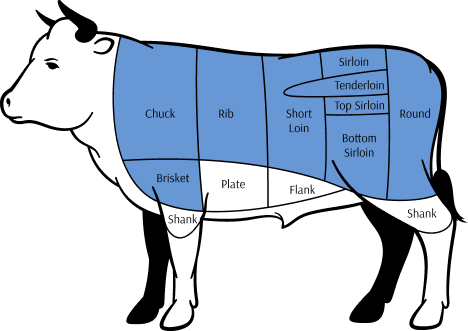 Sirloin
Tenderloin
Top Sirloin
Chuck
Rib
Short
Loin
Round
Bottom
Sirloin
Brisket
Plate
Flank
Shank
Shank